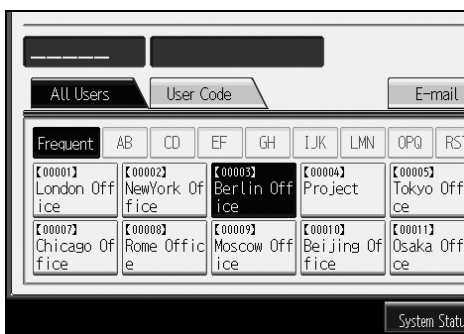 _ _ _ _ _
All Users User Code E-mail
Frequent AB CD EF GH IJK LMN OPQ RST
【00001】 【00002】 【00003】 【00004】 【00005】
London Off NewYork Of Berlin Off Project Tokyo Off
ice fice ice ce
【00007】 【00008】 【00009】 【00010】 【00011】
Chicago Of Rome Offic Moscow Off Beijing Of Osaka Off
fice e ice fice ce
System Statu